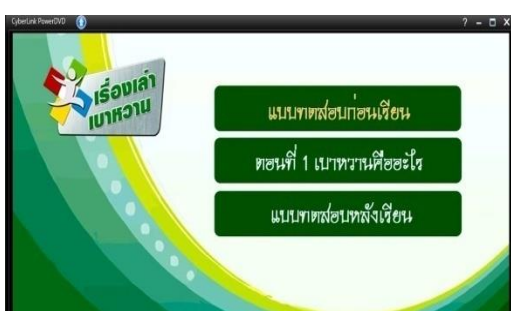 CyberLink PowerDVD
? – □ X
เรื่องเล่า
เบาหวาน
แบบทดสอบก่อนเรียน
ตอนที่ 1 เบาหวานคืออะไร
แบบทดสอบหลังเรียน